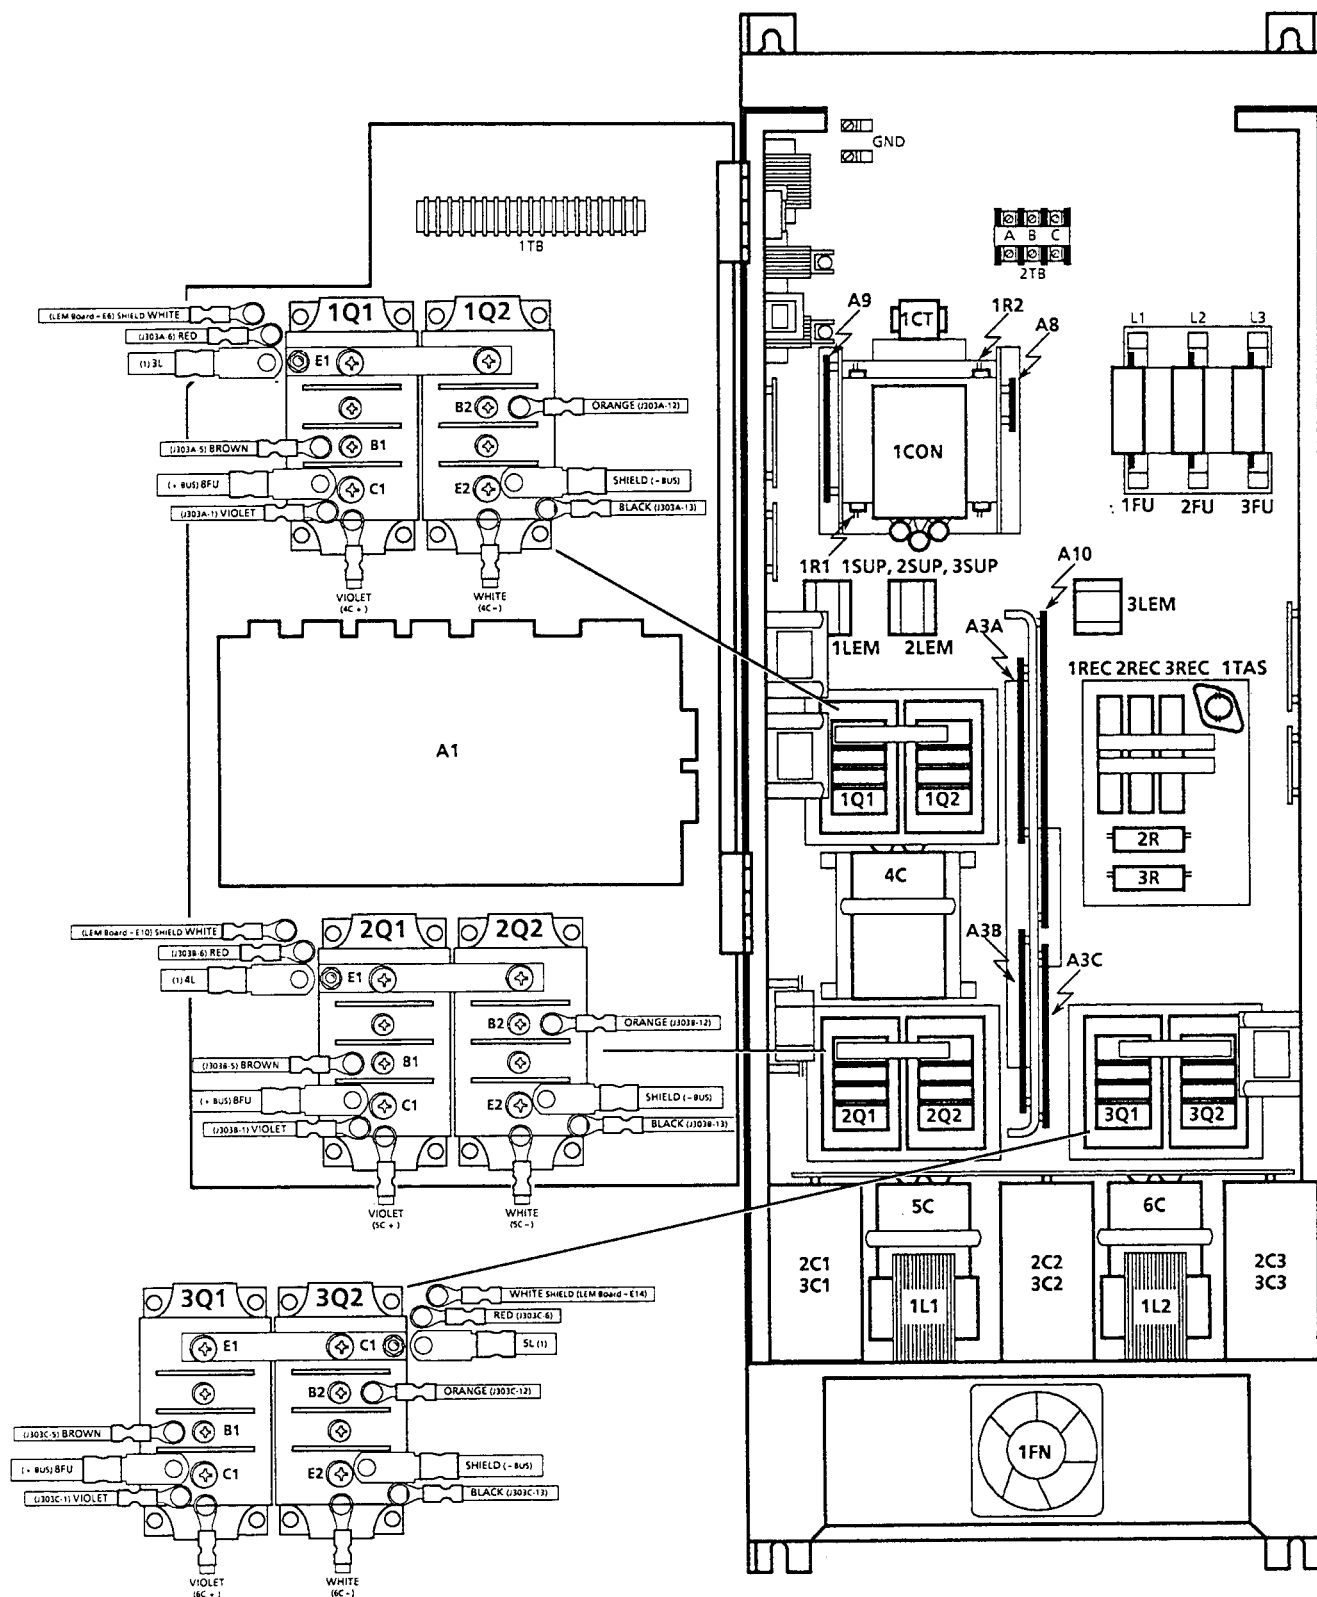 GND
1TB
A B C
2TB
1Q1
1Q2
(LEM Board - E6) SHIELD WHITE
(J303A-6) RED
(1) 3L
E1
B2
ORANGE (J303A-12)
(J303A-5) BROWN
B1
(+ BUS) 8FU
C1
E2
SHIELD (- BUS)
(J303A-1) VIOLET
BLACK (J303A-13)
VIOLET
(4C +)
WHITE
(4C -)
A9
1CT
1R2
A8
L1
L2
L3
1CON
1FU
2FU
3FU
1R1 1SUP, 2SUP, 3SUP
A10
3LEM
1LEM
2LEM
A3A
1REC 2REC 3REC 1TAS
A1
1Q1
1Q2
2R
3R
4C
2Q1
2Q2
(LEM Board - E10) SHIELD WHITE
(J303B-6) RED
(1) 4L
E1
B2
ORANGE (J303B-12)
(J303B-5) BROWN
B1
(+ BUS) 8FU
C1
E2
SHIELD (- BUS)
(J303B-1) VIOLET
BLACK (J303B-13)
VIOLET
(5C +)
WHITE
(5C -)
A3B
A3C
2Q1
2Q2
3Q1
3Q2
5C
6C
2C1
3C1
2C2
3C2
2C3
3C3
1L1
1L2
1FN
3Q1
3Q2
WHITE SHIELD (LEM Board - E14)
RED (J303C-6)
E1
C1
5L (1)
B2
ORANGE (J303C-12)
(J303C-5) BROWN
B1
(+ BUS) 8FU
C1
E2
SHIELD (- BUS)
(J303C-1) VIOLET
BLACK (J303C-13)
VIOLET
(6C +)
WHITE
(6C -)